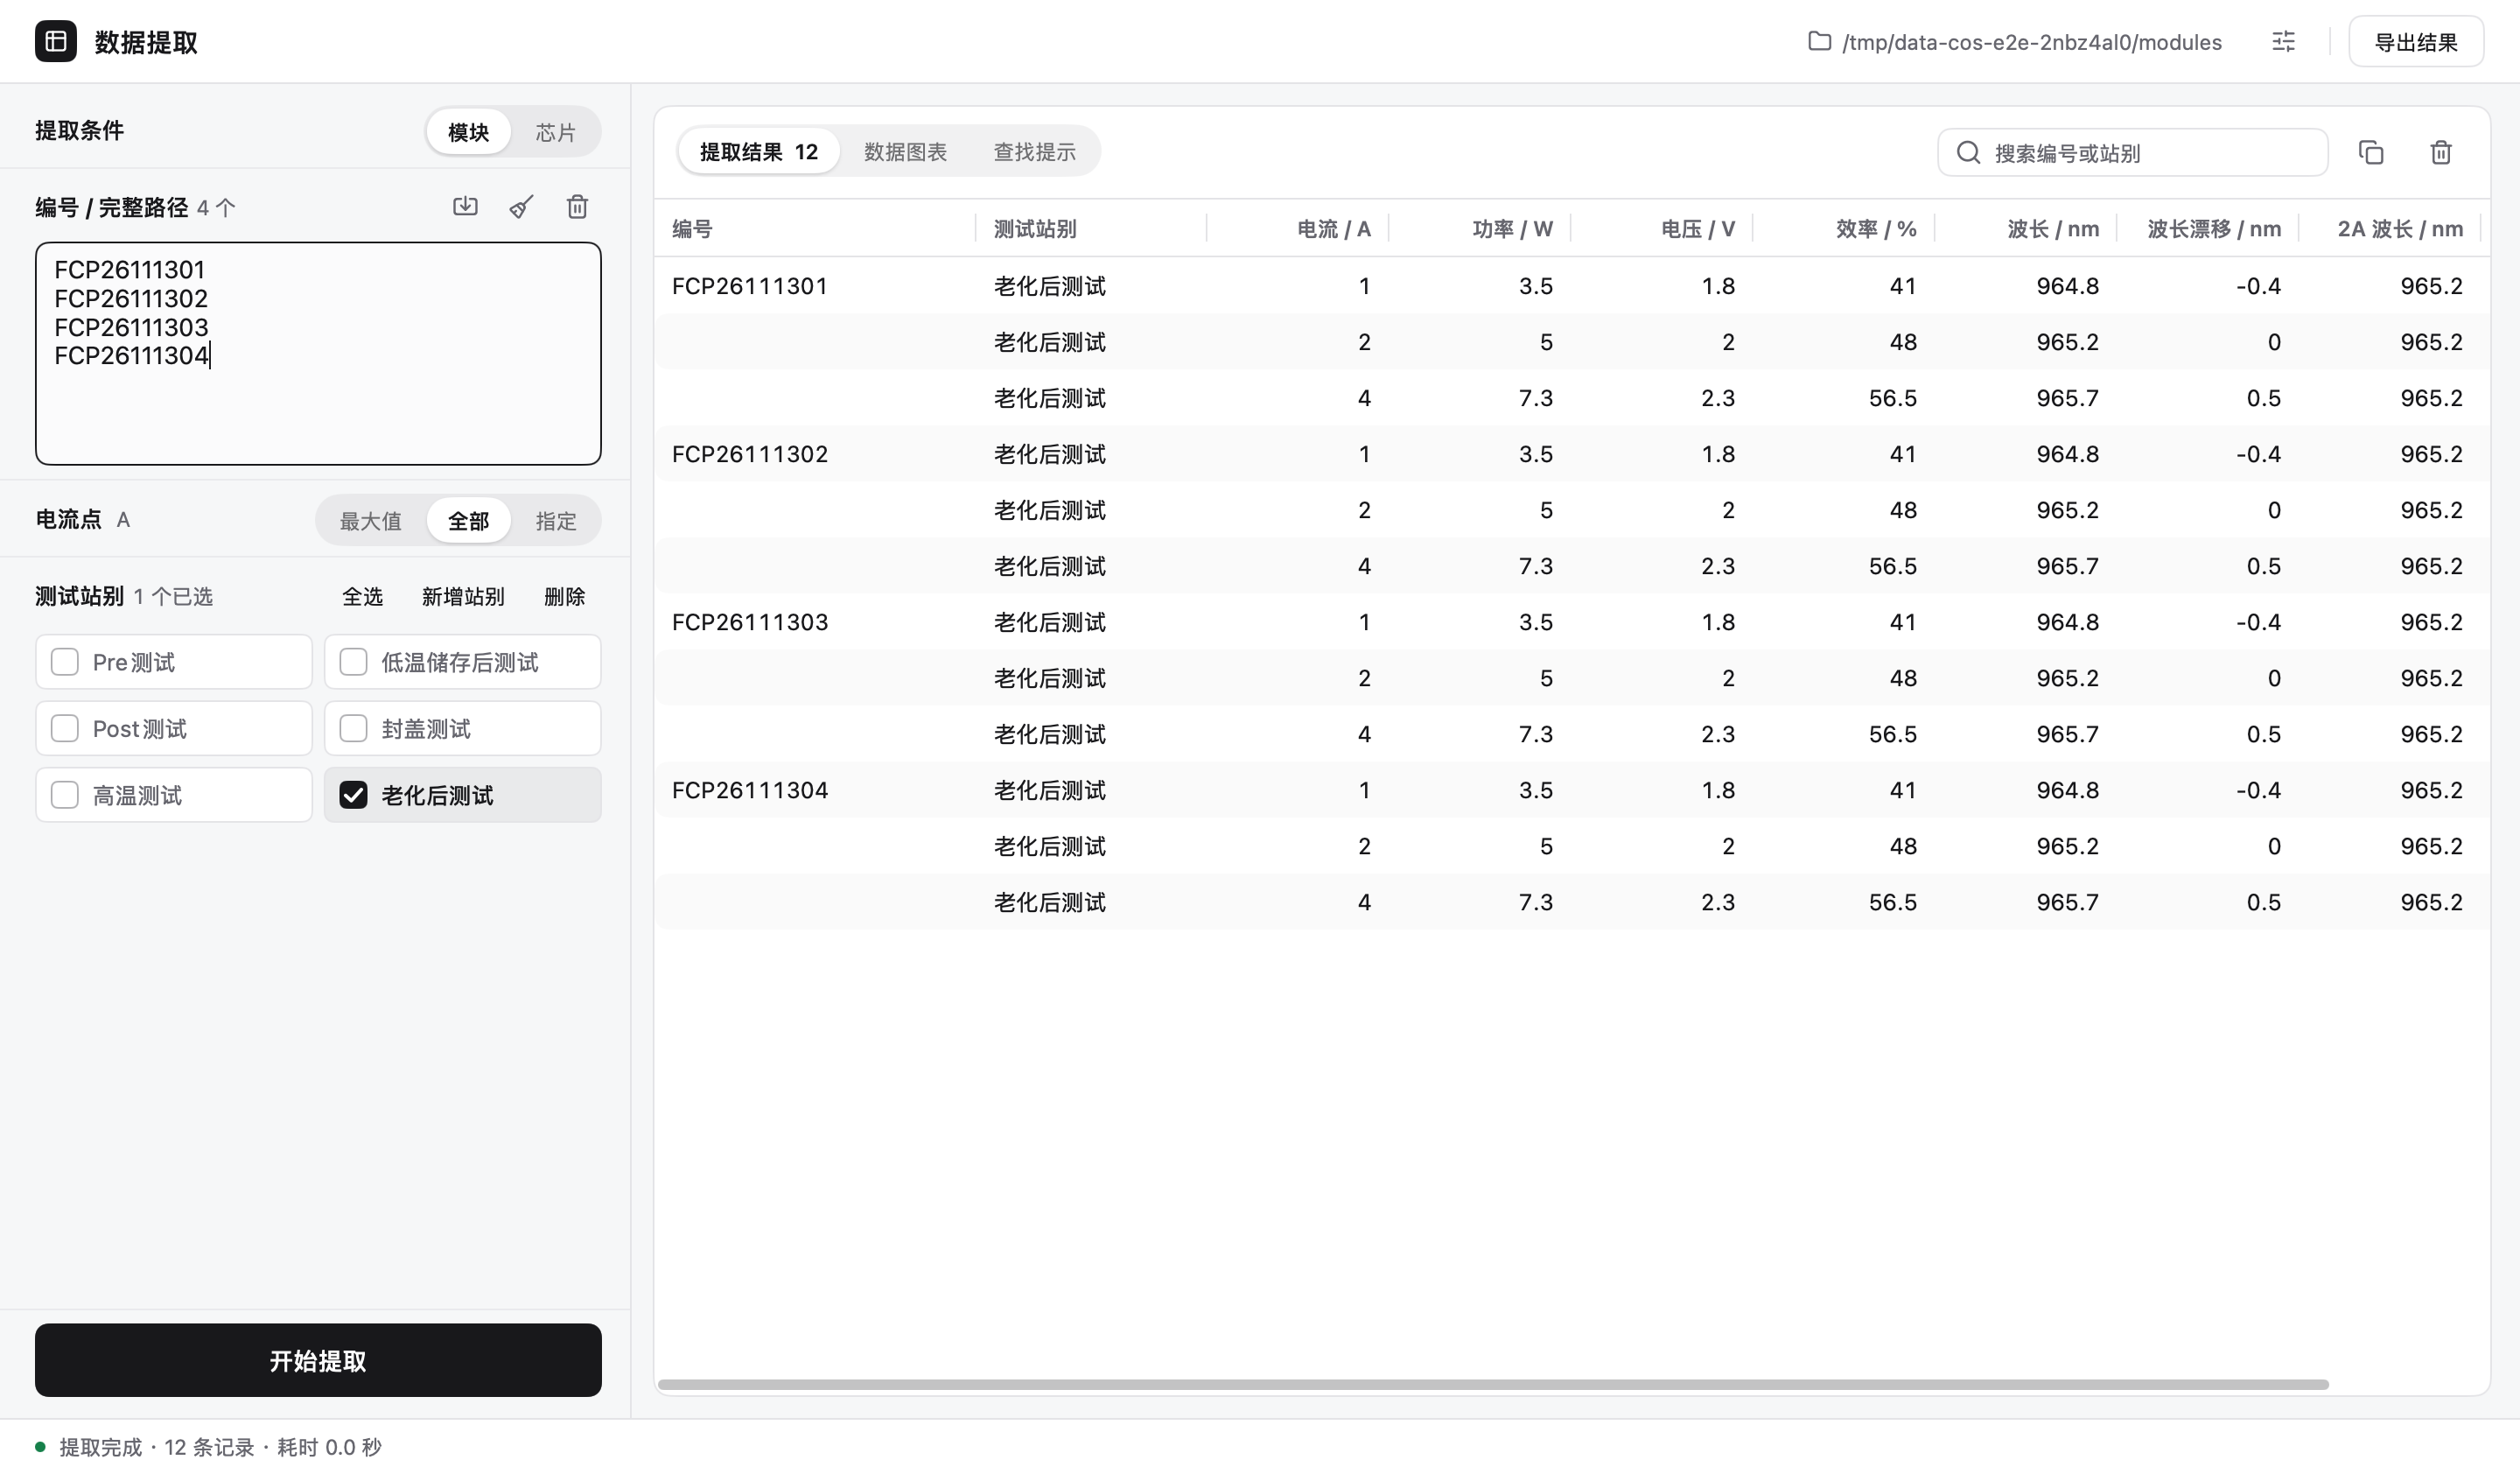 数据提取
/tmp/data-cos-e2e-2nbz4al0/modules
导出结果
提取条件
模块 芯片
编号 / 完整路径 4 个
FCP26111301
FCP26111302
FCP26111303
FCP26111304
电流点 A
最大值 全部 指定
测试站别 1 个已选
全选 新增站别 删除
Pre测试 低温储存后测试
Post测试 封盖测试
高温测试 老化后测试
开始提取
提取结果 12 数据图表 查找提示
搜索编号或站别
编号 测试站别 电流 / A 功率 / W 电压 / V 效率 / % 波长 / nm 波长漂移 / nm 2A 波长 / nm
FCP26111301 老化后测试 1 3.5 1.8 41 964.8 -0.4 965.2
老化后测试 2 5 2 48 965.2 0 965.2
老化后测试 4 7.3 2.3 56.5 965.7 0.5 965.2
FCP26111302 老化后测试 1 3.5 1.8 41 964.8 -0.4 965.2
老化后测试 2 5 2 48 965.2 0 965.2
老化后测试 4 7.3 2.3 56.5 965.7 0.5 965.2
FCP26111303 老化后测试 1 3.5 1.8 41 964.8 -0.4 965.2
老化后测试 2 5 2 48 965.2 0 965.2
老化后测试 4 7.3 2.3 56.5 965.7 0.5 965.2
FCP26111304 老化后测试 1 3.5 1.8 41 964.8 -0.4 965.2
老化后测试 2 5 2 48 965.2 0 965.2
老化后测试 4 7.3 2.3 56.5 965.7 0.5 965.2
提取完成 · 12 条记录 · 耗时 0.0 秒